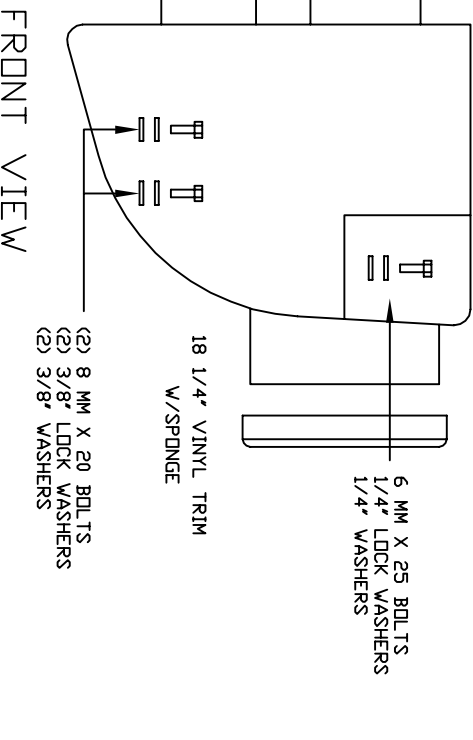 6 MM X 25 BOLTS
1/4" LOCK WASHERS
1/4" WASHERS
18 1/4" VINYL TRIM
W/SPONGE
(2) 8 MM X 20 BOLTS
(2) 3/8" LOCK WASHERS
(2) 3/8" WASHERS
FRONT VIEW